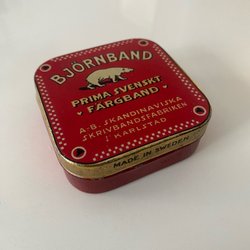 BJÖRNBAND
PRIMA SVENSKT
FÄRGBAND
A.-B. SKANDINAVISKA
SKRIVBANDSFABRIKEN
I KARLSTAD
MADE IN SWEDEN